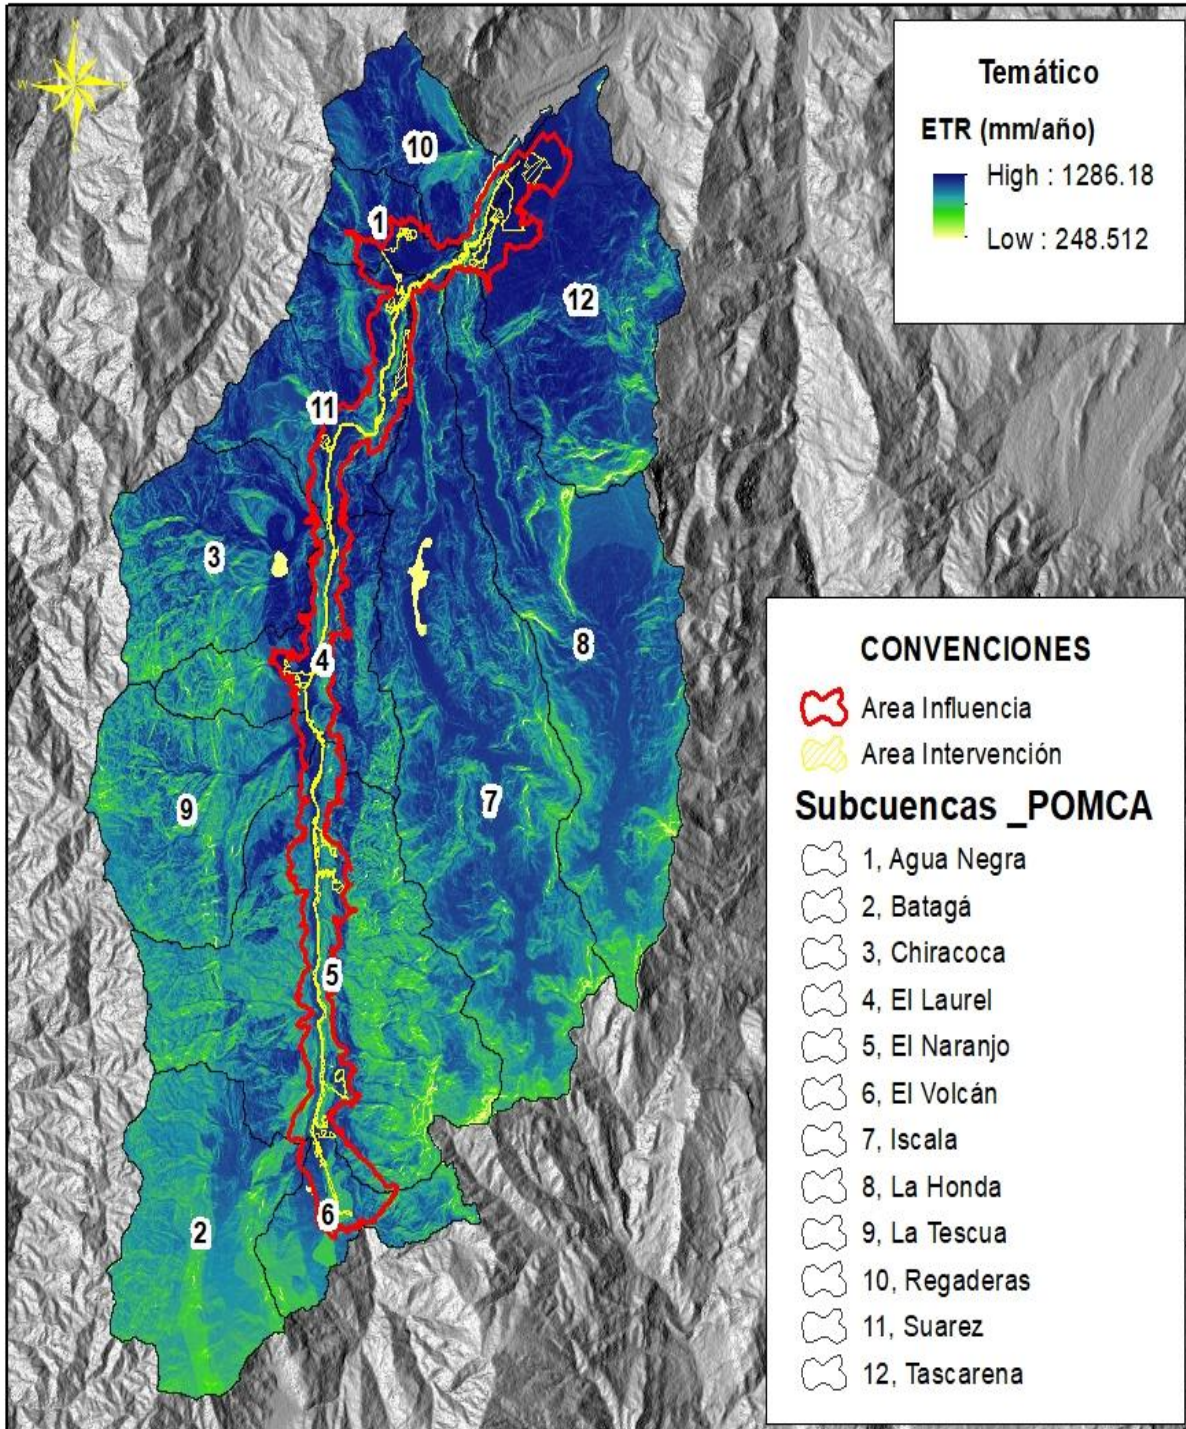 N
W
E
S
Temático
ETR (mm/año)
High : 1286.18
Low : 248.512
10
1
12
11
3
8
4
7
9
5
6
2
CONVENCIONES
Area Influencia
Area Intervención
Subcuencas _POMCA
1, Agua Negra
2, Batagá
3, Chiracoca
4, El Laurel
5, El Naranjo
6, El Volcán
7, Iscala
8, La Honda
9, La Tescua
10, Regaderas
11, Suarez
12, Tascarena